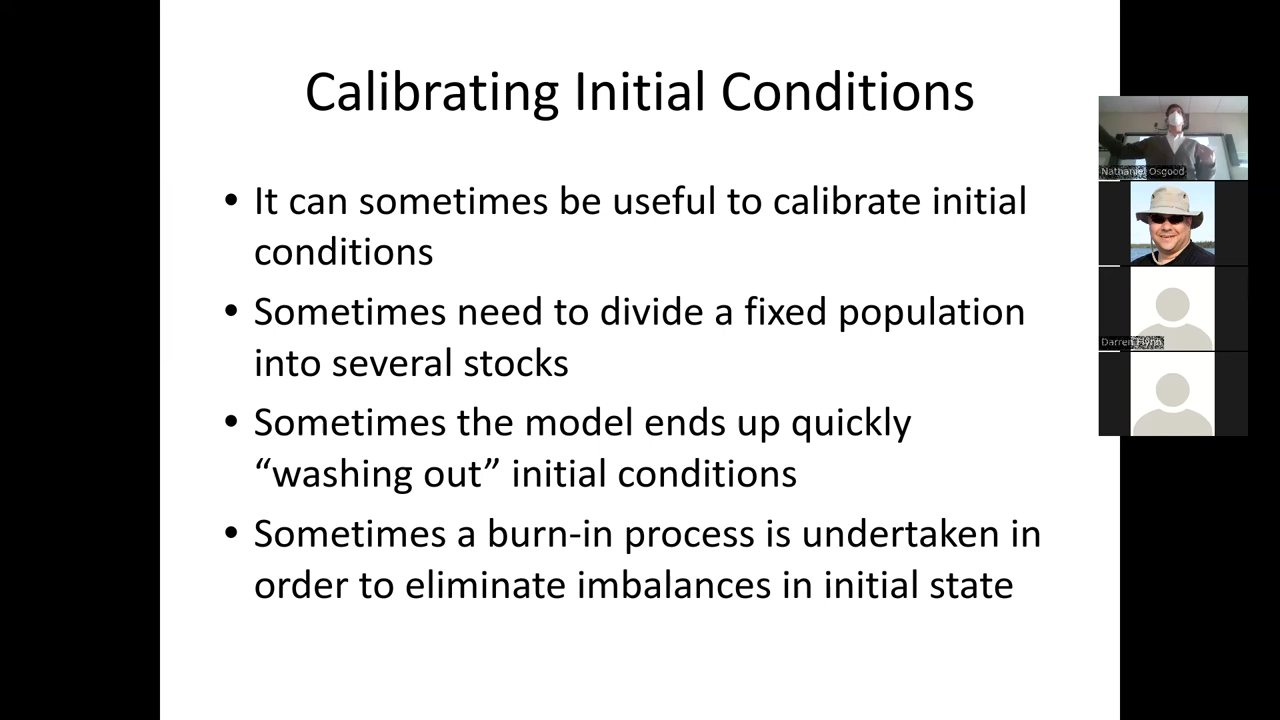 Calibrating Initial Conditions
• It can sometimes be useful to calibrate initial
conditions
• Sometimes need to divide a fixed population
into several stocks
• Sometimes the model ends up quickly
“washing out” initial conditions
• Sometimes a burn-in process is undertaken in
order to eliminate imbalances in initial state
Nathaniel Osgood
Darren Flynn